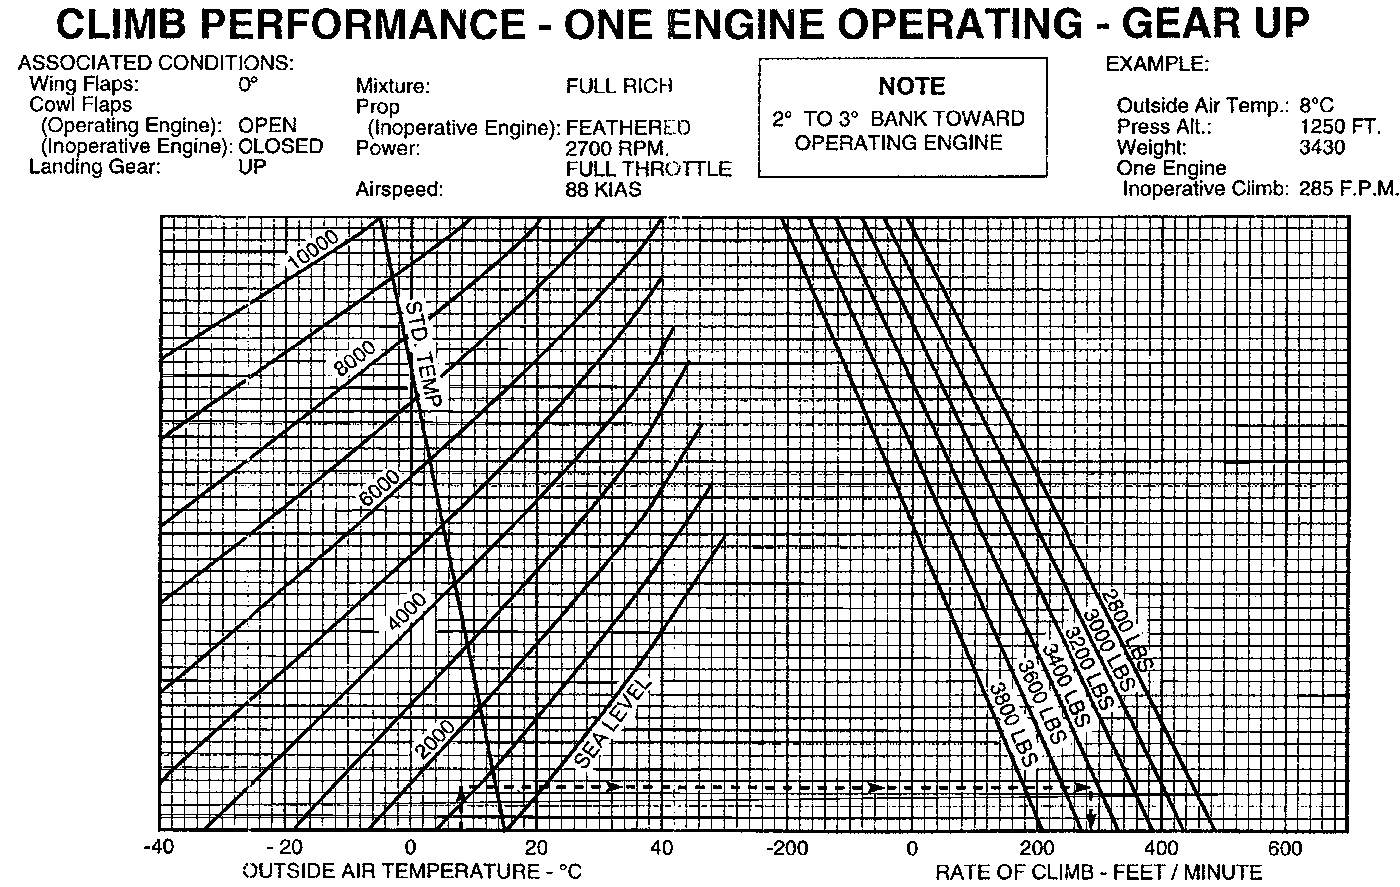 CLIMB PERFORMANCE - ONE ENGINE OPERATING - GEAR UP
ASSOCIATED CONDITIONS:
Wing Flaps: 0°
Cowl Flaps
(Operating Engine): OPEN
(Inoperative Engine): CLOSED
Landing Gear: UP
Mixture: FULL RICH
Prop
(Inoperative Engine): FEATHERED
Power: 2700 RPM,
FULL THROTTLE
Airspeed: 88 KIAS
NOTE
2° TO 3° BANK TOWARD
OPERATING ENGINE
EXAMPLE:
Outside Air Temp.: 8°C
Press Alt.: 1250 FT.
Weight: 3430
One Engine
Inoperative Climb: 285 F.P.M.
10000
STD. TEMP
8000
6000
4000
2000
SEA LEVEL
2800 LBS
3000 LBS
3200 LBS
3400 LBS
3600 LBS
3800 LBS
-40 -20 0 20 40 -200 0 200 400 600
OUTSIDE AIR TEMPERATURE - °C
RATE OF CLIMB - FEET / MINUTE